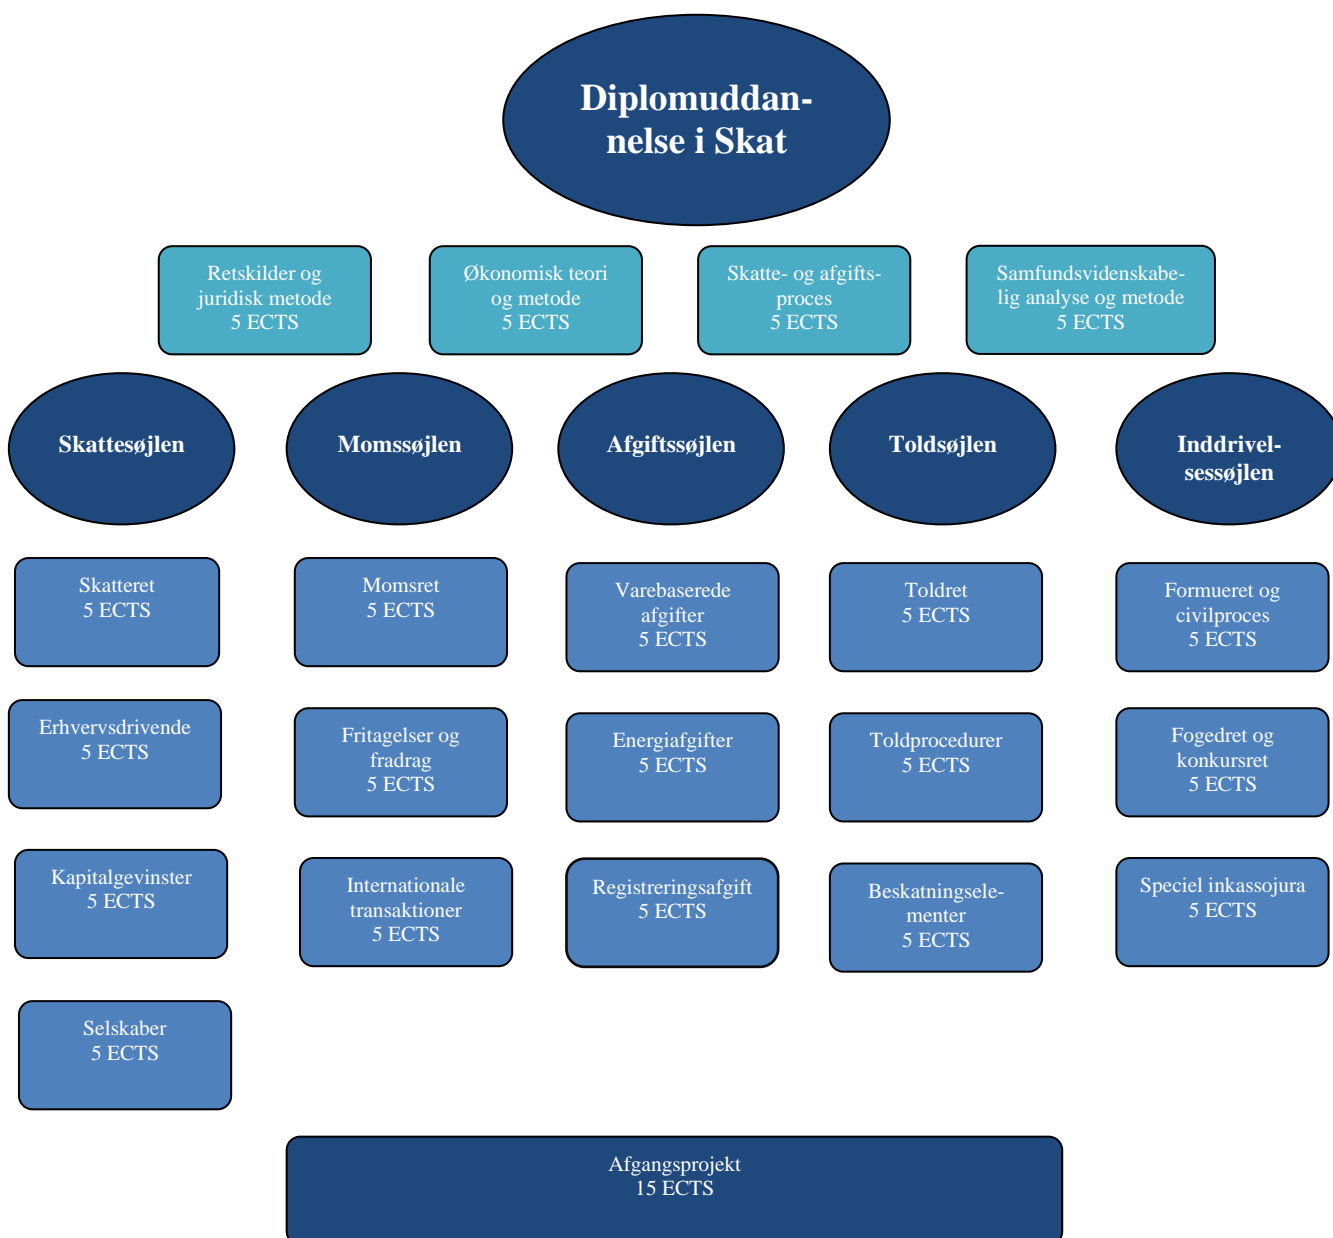 Diplomuddan-
nelse i Skat
Retskilder og
juridisk metode
5 ECTS
Økonomisk teori
og metode
5 ECTS
Skatte- og afgifts-
proces
5 ECTS
Samfundsvidenskabe-
lig analyse og metode
5 ECTS
Skattesøjlen
Momssøjlen
Afgiftssøjlen
Toldsøjlen
Inddrivel-
sessøjlen
Skatteret
5 ECTS
Momsret
5 ECTS
Varebaserede
afgifter
5 ECTS
Toldret
5 ECTS
Formueret og
civilproces
5 ECTS
Erhvervsdrivende
5 ECTS
Fritagelser og
fradrag
5 ECTS
Energiafgifter
5 ECTS
Toldprocedurer
5 ECTS
Fogedret og
konkursret
5 ECTS
Kapitalgevinster
5 ECTS
Internationale
transaktioner
5 ECTS
Registreringsafgift
5 ECTS
Beskatningsele-
menter
5 ECTS
Speciel inkassojura
5 ECTS
Selskaber
5 ECTS
Afgangsprojekt
15 ECTS